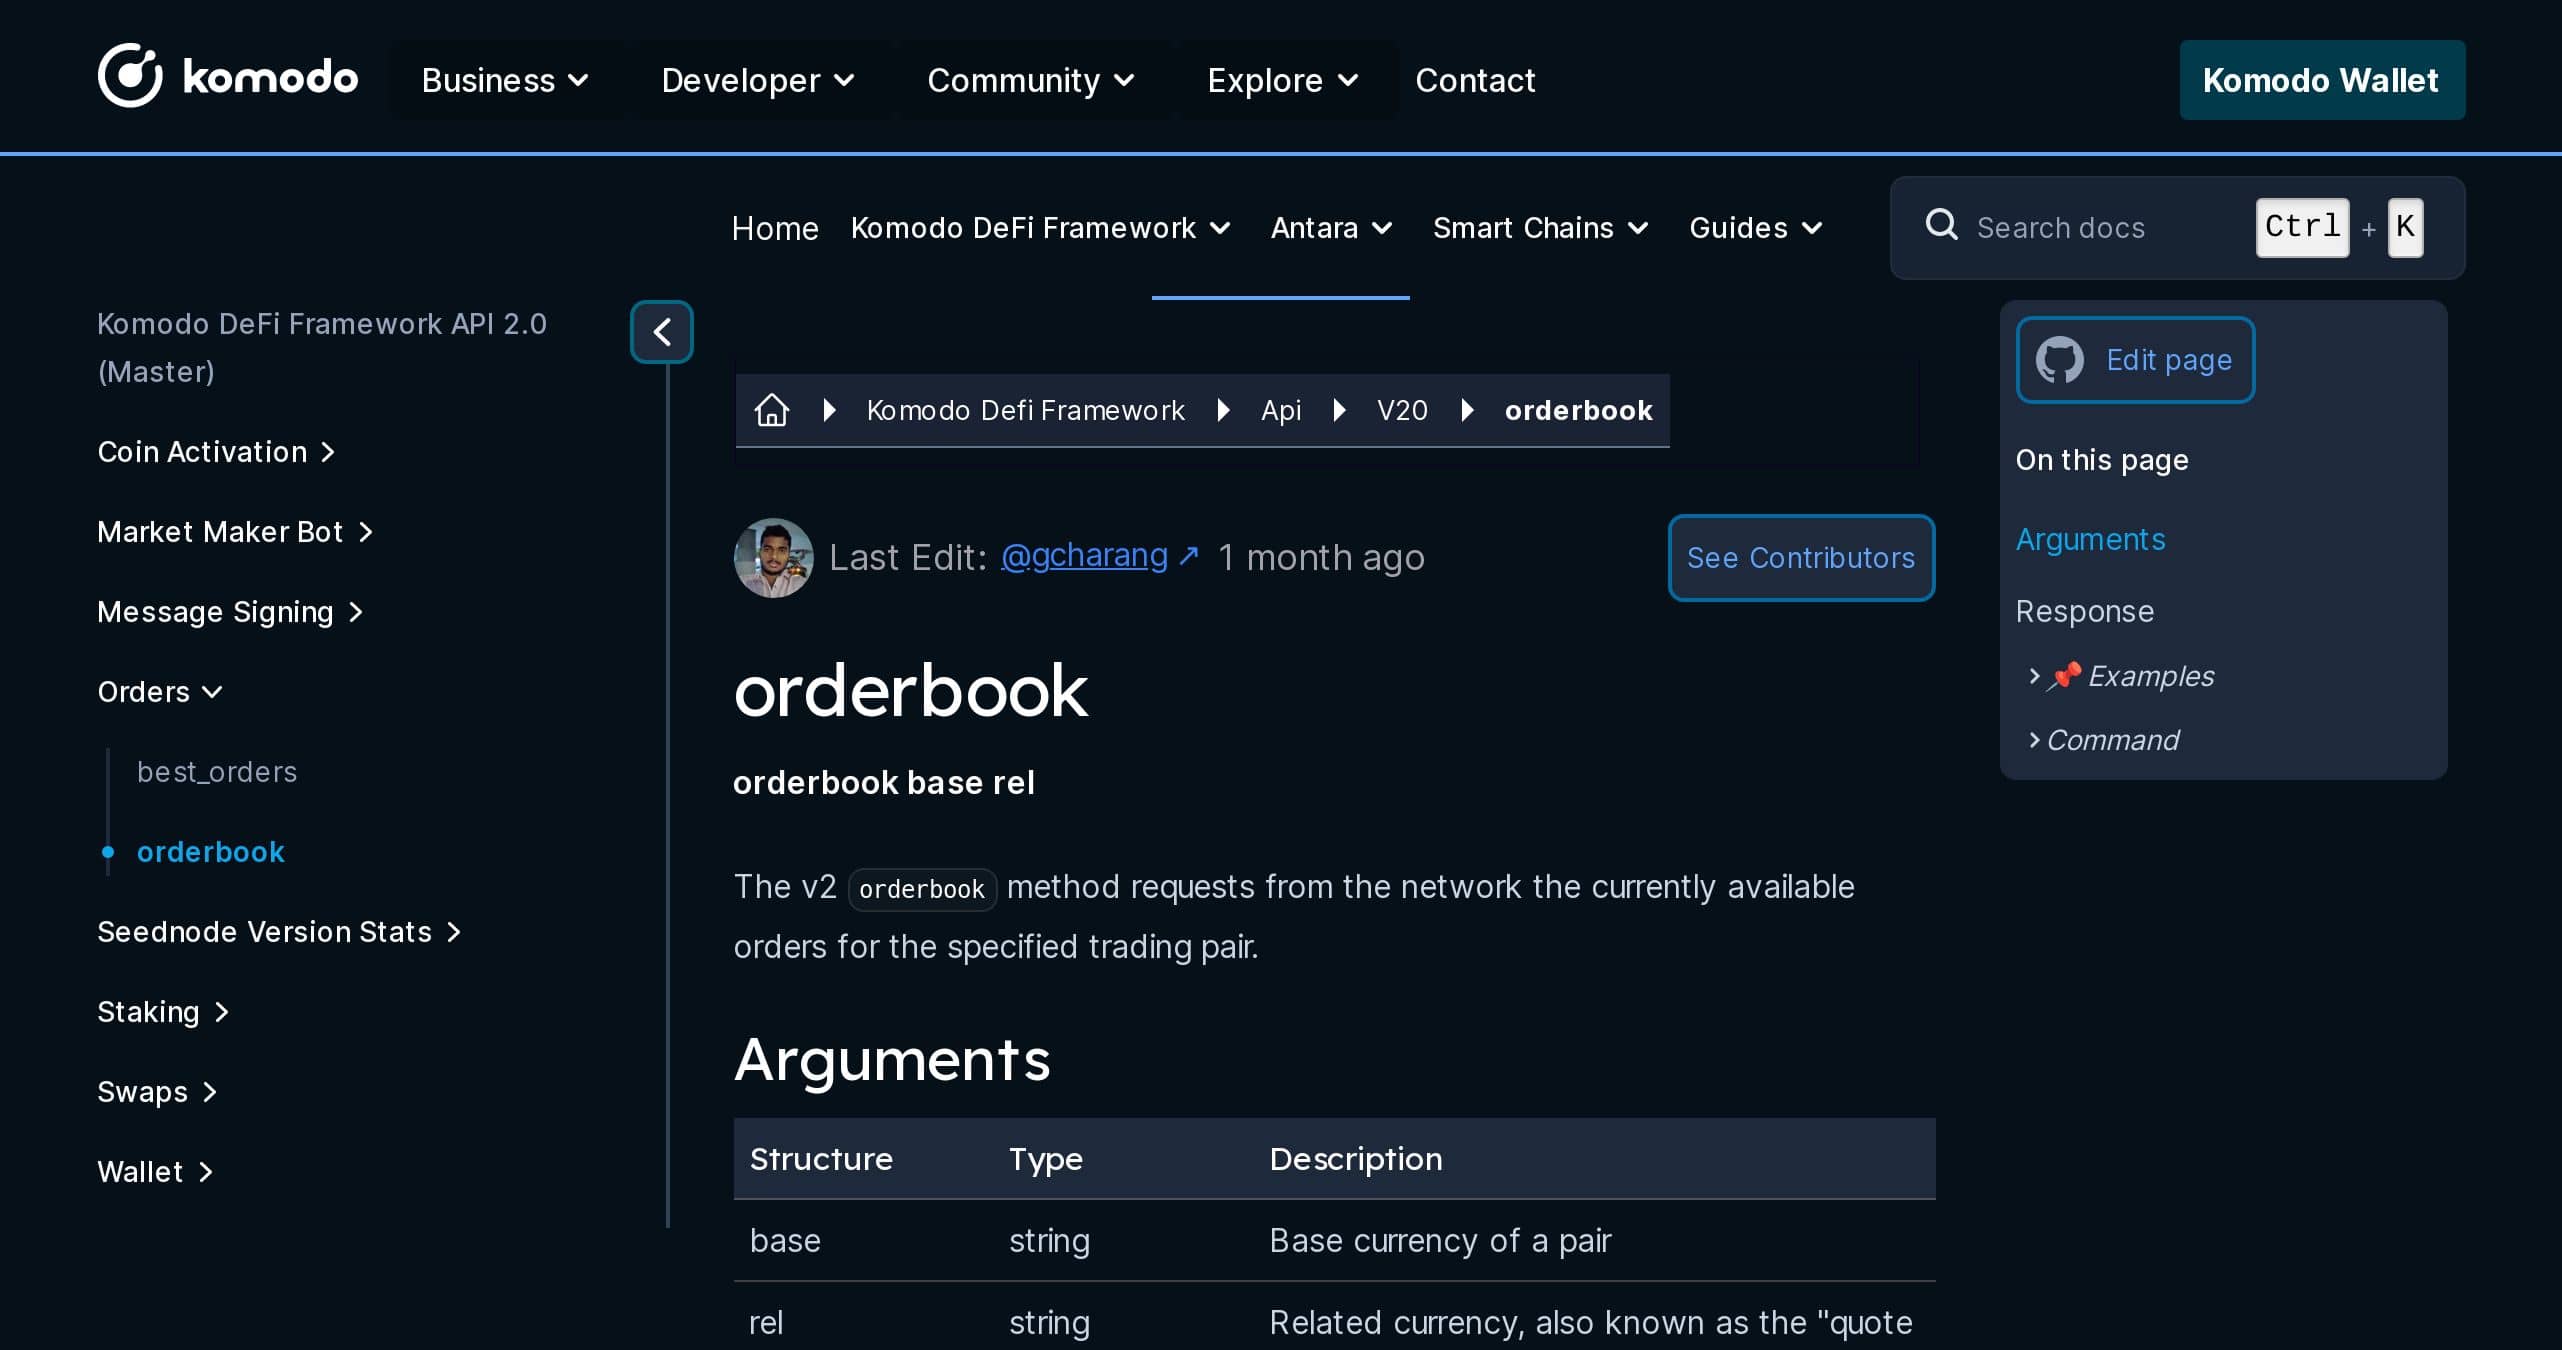 komodo
Business
Developer
Community
Explore
Contact
Komodo Wallet
Home
Komodo DeFi Framework
Antara
Smart Chains
Guides
Search docs
Ctrl + K
Komodo DeFi Framework API 2.0
(Master)
Coin Activation
Market Maker Bot
Message Signing
Orders
best_orders
orderbook
Seednode Version Stats
Staking
Swaps
Wallet
Komodo Defi Framework
Api
V20
orderbook
Last Edit: @gcharang ↗ 1 month ago
See Contributors
orderbook
orderbook base rel
The v2 orderbook method requests from the network the currently available
orders for the specified trading pair.
Arguments
Structure Type Description
base string Base currency of a pair
rel string Related currency, also known as the "quote
Edit page
On this page
Arguments
Response
📌 Examples
Command